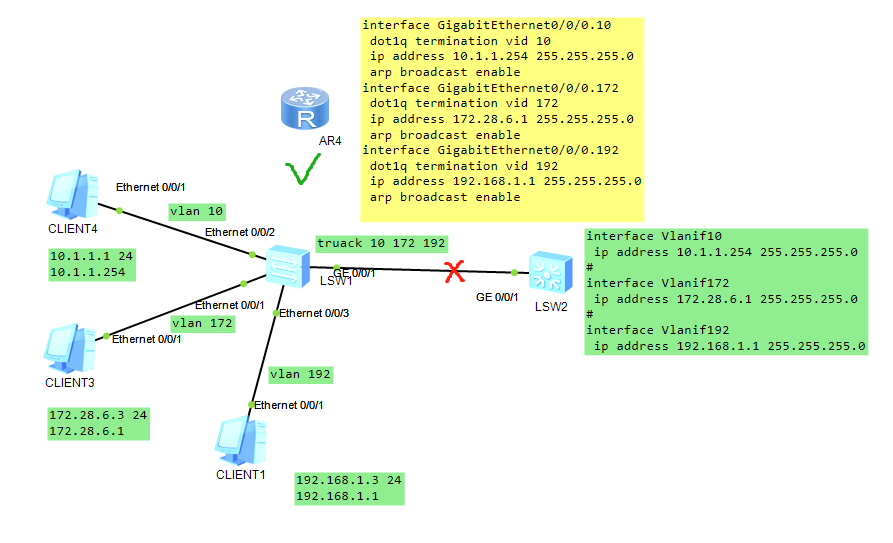 interface GigabitEthernet0/0/0.10
dot1q termination vid 10
ip address 10.1.1.254 255.255.255.0
arp broadcast enable
interface GigabitEthernet0/0/0.172
dot1q termination vid 172
ip address 172.28.6.1 255.255.255.0
arp broadcast enable
interface GigabitEthernet0/0/0.192
dot1q termination vid 192
ip address 192.168.1.1 255.255.255.0
arp broadcast enable
R
AR4
Ethernet 0/0/1
vlan 10
CLIENT4
Ethernet 0/0/2
10.1.1.1 24
10.1.1.254
truack 10 172 192
GE 0/0/1
LSW1
GE 0/0/1
LSW2
interface Vlanif10
ip address 10.1.1.254 255.255.255.0
#
interface Vlanif172
ip address 172.28.6.1 255.255.255.0
#
interface Vlanif192
ip address 192.168.1.1 255.255.255.0
Ethernet 0/0/1
Ethernet 0/0/3
vlan 172
Ethernet 0/0/1
CLIENT3
172.28.6.3 24
172.28.6.1
vlan 192
Ethernet 0/0/1
CLIENT1
192.168.1.3 24
192.168.1.1